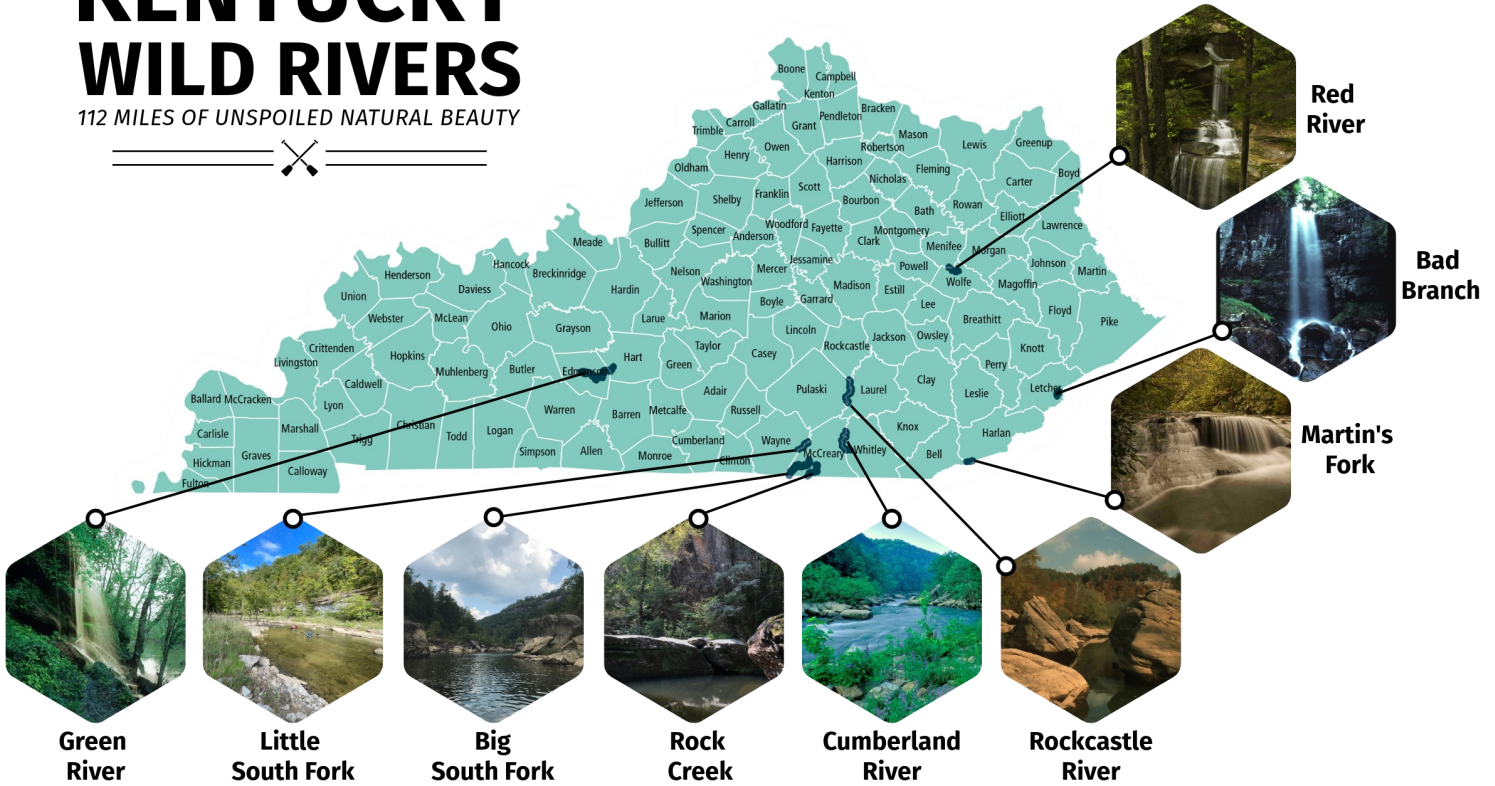 KENTUCKY
WILD RIVERS
112 MILES OF UNSPOILED NATURAL BEAUTY
Boone
Campbell
Kenton
Gallatin
Bracken
Pendleton
Carroll
Grant
Trimble
Mason
Owen
Robertson
Lewis
Greenup
Henry
Harrison
Oldham
Fleming
Boyd
Nicholas
Carter
Scott
Franklin
Shelby
Bourbon
Jefferson
Rowan
Bath
Elliott
Woodford
Fayette
Lawrence
Spencer
Anderson
Montgomery
Clark
Meade
Bullitt
Menifee
Morgan
Jessamine
Hancock
Breckinridge
Henderson
Nelson
Mercer
Powell
Johnson
Martin
Washington
Wolfe
Magoffin
Daviess
Hardin
Madison
Estill
Union
Boyle
Garrard
Lee
Floyd
Webster
McLean
Larue
Marion
Breathitt
Pike
Ohio
Grayson
Lincoln
Jackson
Owsley
Rockcastle
Taylor
Knott
Crittenden
Hopkins
Hart
Casey
Livingston
Green
Perry
Muhlenberg
Butler
Edmonson
Caldwell
Clay
Adair
Pulaski
Laurel
Leslie
Letcher
Ballard
McCracken
Lyon
Warren
Barren
Metcalfe
Russell
Marshall
Christian
Knox
Carlisle
Logan
Harlan
Trigg
Todd
Cumberland
Wayne
Simpson
Allen
Monroe
McCreary
Whitley
Bell
Graves
Clinton
Hickman
Calloway
Fulton
Red
River
Bad
Branch
Martin's
Fork
Green
River
Little
South Fork
Big
South Fork
Rock
Creek
Cumberland
River
Rockcastle
River